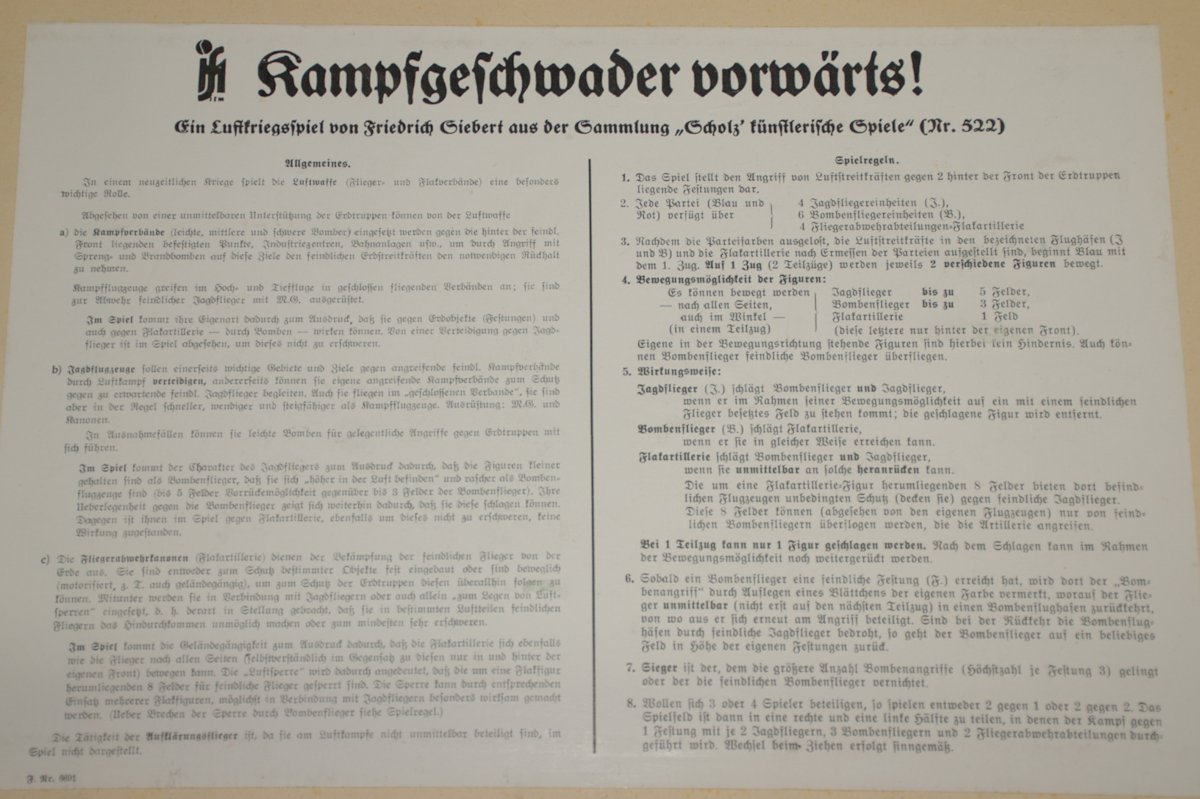 Kampfgeschwader vorwärts!
Ein Luftkriegsspiel von Friedrich Siebert aus der Sammlung „Scholz' künstlerische Spiele“ (Nr. 522)
Allgemeines.
In einem neuzeitlichen Kriege spielt die Luftwaffe (Flieger- und Flakverbände) eine besonders
wichtige Rolle.
Abgesehen von einer unmittelbaren Unterstützung der Erdtruppen können von der Luftwaffe
a) die Kampfverbände (leichte, mittlere und schwere Bomber) eingesetzt werden gegen die hinter der feindl.
Front liegenden befestigten Punkte, Industriezentren, Bahnanlagen usw., um durch Angriff mit
Spreng- und Brandbomben auf diese Ziele den feindlichen Erdstreitkräften den notwendigen Rückhalt
zu nehmen.
Kampfflugzeuge greifen im Hoch- und Tiefflug in geschlossen fliegenden Verbänden an; sie sind
zur Abwehr feindlicher Jagdflieger mit M.G. ausgerüstet.
Im Spiel kommt ihre Eigenart dadurch zum Ausdruck, daß sie gegen Erdobjekte (Festungen) und
auch gegen Flakartillerie — durch Bomben — wirken können. Von einer Verteidigung gegen Jagd-
flieger ist im Spiel abgesehen, um dieses nicht zu erschweren.
b) Jagdflugzeuge sollen einerseits wichtige Gebiete und Ziele gegen angreifende feindl. Kampfverbände
durch Luftkampf verteidigen, andererseits können sie eigene angreifende Kampfverbände zum Schutz
gegen zu erwartende feindl. Jagdflieger begleiten. Auch sie fliegen im „geschlossenen Verbande“, sie sind
aber in der Regel schneller, wendiger und steigfähiger als Kampfflugzeuge. Ausrüstung: M.G. und
Kanonen.
In Ausnahmefällen können sie leichte Bomben für gelegentliche Angriffe gegen Erdtruppen mit
sich führen.
Im Spiel kommt der Charakter des Jagdfliegers zum Ausdruck dadurch, daß die Figuren kleiner
gehalten sind als Bombenflieger, daß sie sich „höher in der Luft befinden“ und rascher als Bomben-
flugzeuge sind (bis 5 Felder Vorrückmöglichkeit gegenüber bis 3 Felder der Bombenflieger). Ihre
Ueberlegenheit gegen die Bombenflieger zeigt sich weiterhin dadurch, daß sie diese schlagen können.
Dagegen ist ihnen im Spiel gegen Flakartillerie, ebenfalls um dieses nicht zu erschweren, keine
Wirkung zugestanden.
c) Die Fliegerabwehrkanonen (Flakartillerie) dienen der Bekämpfung der feindlichen Flieger von der
Erde aus. Sie sind entweder zum Schutz bestimmter Objekte fest eingebaut oder sind beweglich
(motorisiert, z. T. auch geländegängig), um zum Schutz der Erdtruppen diesen überallhin folgen zu
können. Mitunter werden sie in Verbindung mit Jagdfliegern oder auch allein „zum Legen von Luft-
sperren“ eingesetzt, d. h. derart in Stellung gebracht, daß sie in bestimmten Luftteilen feindlichen
Fliegern das Hindurchkommen unmöglich machen oder zum mindesten sehr erschweren.
Im Spiel kommt die Geländegängigkeit zum Ausdruck dadurch, daß die Flakartillerie sich ebenfalls
wie die Flieger nach allen Seiten (selbstverständlich im Gegensatz zu diesen nur in und hinter der
eigenen Front) bewegen kann. Die „Luftsperre“ wird dadurch angedeutet, daß die um eine Flakfigur
herumliegenden 8 Felder für feindliche Flieger gesperrt sind. Die Sperre kann durch entsprechenden
Einsatz mehrerer Flakfiguren, möglichst in Verbindung mit Jagdfliegern besonders wirksam gemacht
werden. (Ueber Brechen der Sperre durch Bombenflieger siehe Spielregel.)
Die Tätigkeit der Aufklärungsflieger ist, da sie am Luftkampfe nicht unmittelbar beteiligt sind, im
Spiel nicht dargestellt.
F. Nr. 6601
Spielregeln.
1. Das Spiel stellt den Angriff von Luftstreitkräften gegen 2 hinter der Front der Erdtruppen
liegende Festungen dar.
2. Jede Partei (Blau und Rot) verfügt über
4 Jagdfliegereinheiten (J.),
6 Bombenfliegereinheiten (B.),
4 Fliegerabwehrabteilungen-Flakartillerie
3. Nachdem die Parteifarben ausgelost, die Luftstreitkräfte in den bezeichneten Flughäfen (J
und B) und die Flakartillerie nach Ermessen der Parteien aufgestellt sind, beginnt Blau mit
dem 1. Zug. Auf 1 Zug (2 Teilzüge) werden jeweils 2 verschiedene Figuren bewegt.
4. Bewegungsmöglichkeit der Figuren:
Es können bewegt werden Jagdflieger bis zu 5 Felder,
— nach allen Seiten, Bombenflieger bis zu 3 Felder,
auch im Winkel — Flakartillerie 1 Feld
(in einem Teilzug) (diese letztere nur hinter der eigenen Front).
Eigene in der Bewegungsrichtung stehende Figuren sind hierbei kein Hindernis. Auch kön-
nen Bombenflieger feindliche Bombenflieger überfliegen.
5. Wirkungsweise:
Jagdflieger (J.) schlägt Bombenflieger und Jagdflieger,
wenn er im Rahmen seiner Bewegungsmöglichkeit auf ein mit einem feindlichen
Flieger besetztes Feld zu stehen kommt; die geschlagene Figur wird entfernt.
Bombenflieger (B.) schlägt Flakartillerie,
wenn er sie in gleicher Weise erreichen kann.
Flakartillerie schlägt Bombenflieger und Jagdflieger,
wenn sie unmittelbar an solche heranrücken kann.
Die um eine Flakartillerie-Figur herumliegenden 8 Felder bieten dort befind-
lichen Flugzeugen unbedingten Schutz (decken sie) gegen feindliche Jagdflieger.
Diese 8 Felder können (abgesehen von den eigenen Flugzeugen) nur von feind-
lichen Bombenfliegern überflogen werden, die die Artillerie angreifen.
Bei 1 Teilzug kann nur 1 Figur geschlagen werden. Nach dem Schlagen kann im Rahmen
der Bewegungsmöglichkeit noch weitergerückt werden.
6. Sobald ein Bombenflieger eine feindliche Festung (F.) erreicht hat, wird dort der „Bom-
benangriff“ durch Auflegen eines Blättchens der eigenen Farbe vermerkt, worauf der Flie-
ger unmittelbar (nicht erst auf den nächsten Teilzug) in einen Bombenflughafen zurückkehrt,
von wo aus er sich erneut am Angriff beteiligt. Sind bei der Rückkehr die Bombenflug-
häfen durch feindliche Jagdflieger bedroht, so geht der Bombenflieger auf ein beliebiges
Feld in Höhe der eigenen Festungen zurück.
7. Sieger ist der, dem die größere Anzahl Bombenangriffe (Höchstzahl je Festung 3) gelingt
oder der die feindlichen Bombenflieger vernichtet.
8. Wollen sich 3 oder 4 Spieler beteiligen, so spielen entweder 2 gegen 1 oder 2 gegen 2. Das
Spielfeld ist dann in eine rechte und eine linke Hälfte zu teilen, in denen der Kampf gegen
1 Festung mit je 2 Jagdfliegern, 3 Bombenfliegern und 2 Fliegerabwehrabteilungen durch-
geführt wird. Wechsel beim Ziehen erfolgt sinngemäß.